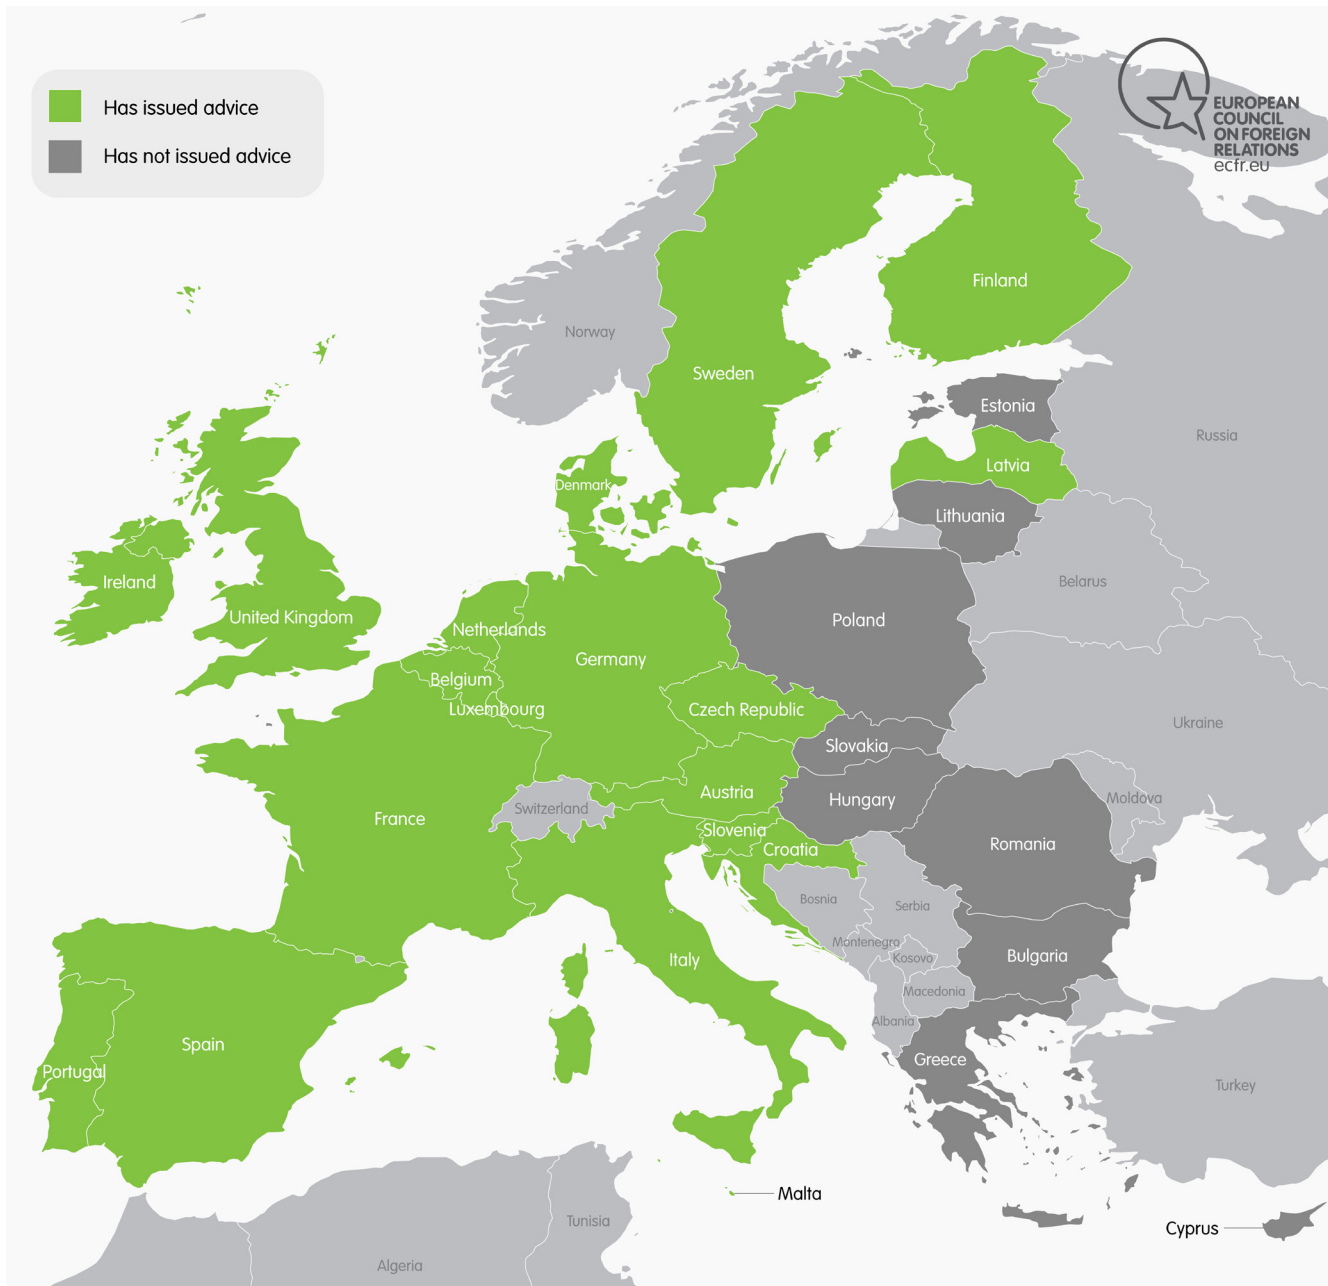 Has issued advice
Has not issued advice
EUROPEAN
COUNCIL
ON FOREIGN
RELATIONS
ecfr.eu
Finland
Norway
Sweden
Estonia
Russia
Latvia
Denmark
Lithuania
Ireland
Belarus
United Kingdom
Poland
Netherlands
Germany
Belgium
Luxembourg
Czech Republic
Ukraine
Slovakia
Austria
Hungary
Moldova
Switzerland
France
Slovenia
Croatia
Romania
Bosnia
Serbia
Montenegro
Kosovo
Bulgaria
Italy
Macedonia
Albania
Spain
Greece
Portugal
Turkey
Malta
Tunisia
Cyprus
Algeria